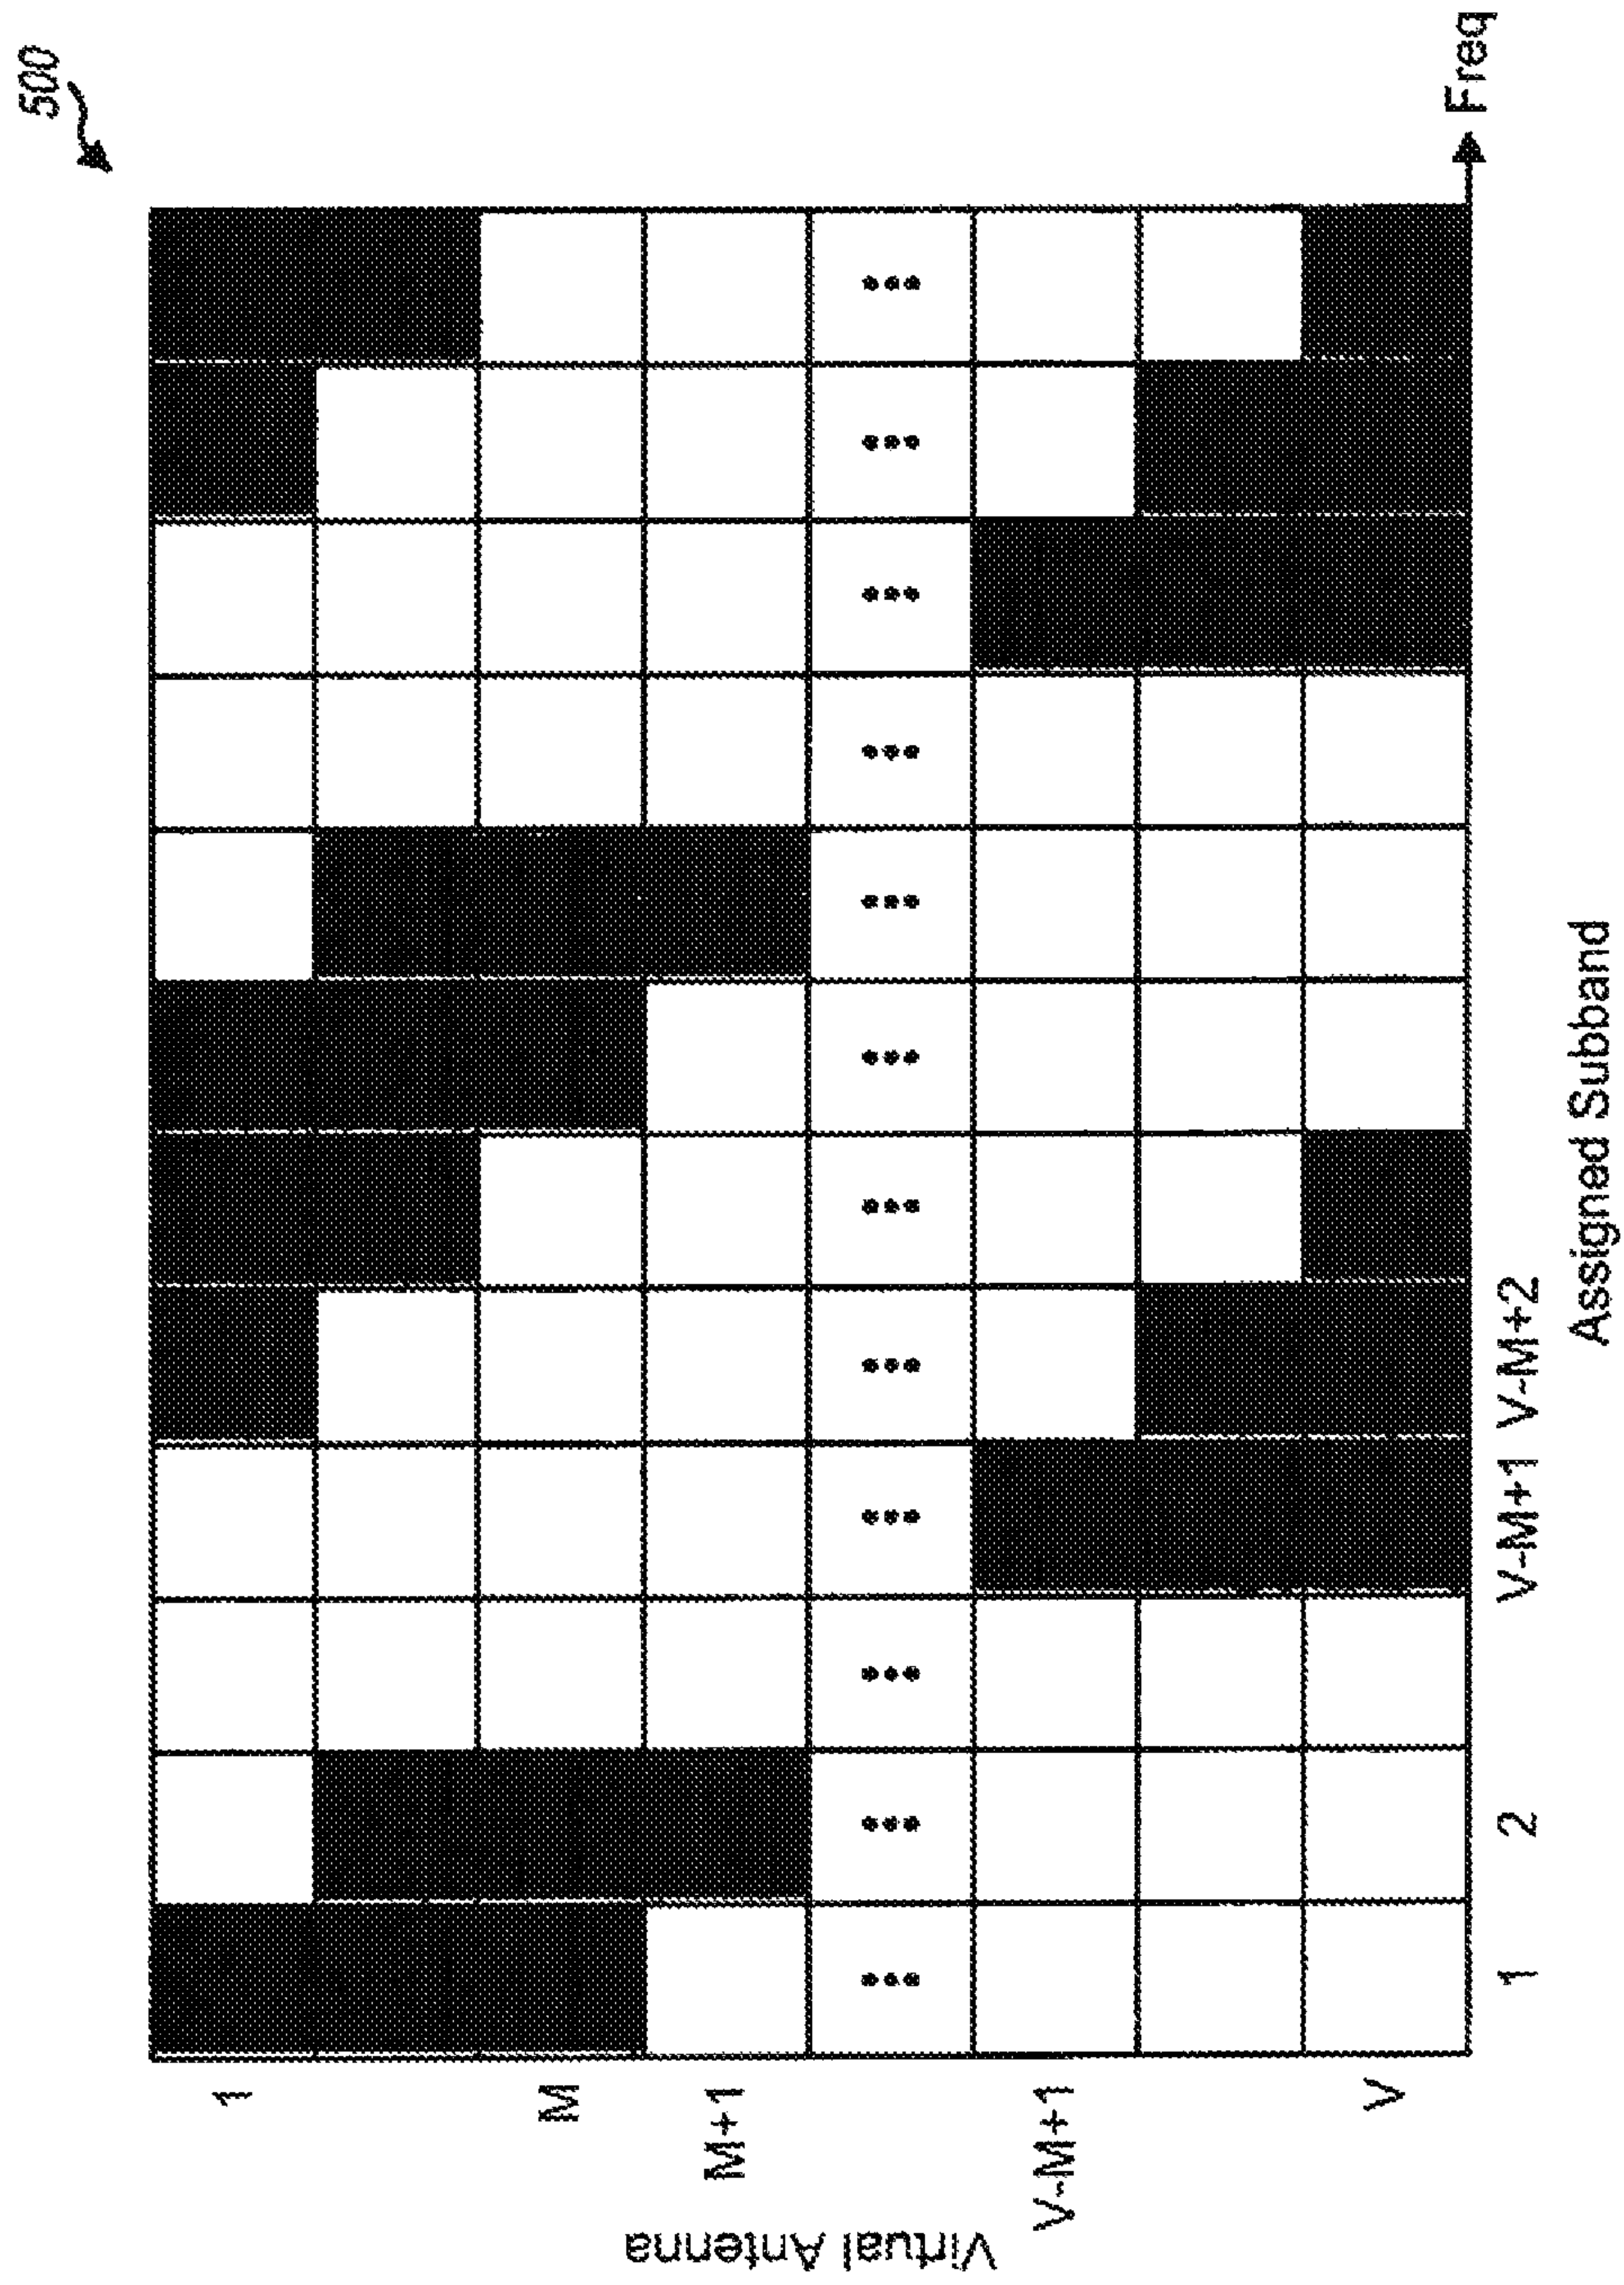 500
Virtual Antenna
1
M
M+1
V-M+1
V
••• ••• ••• ••• ••• ••• ••• ••• ••• ••• ••• •••
Freq
1 2 V-M+1 V-M+2
Assigned Subband